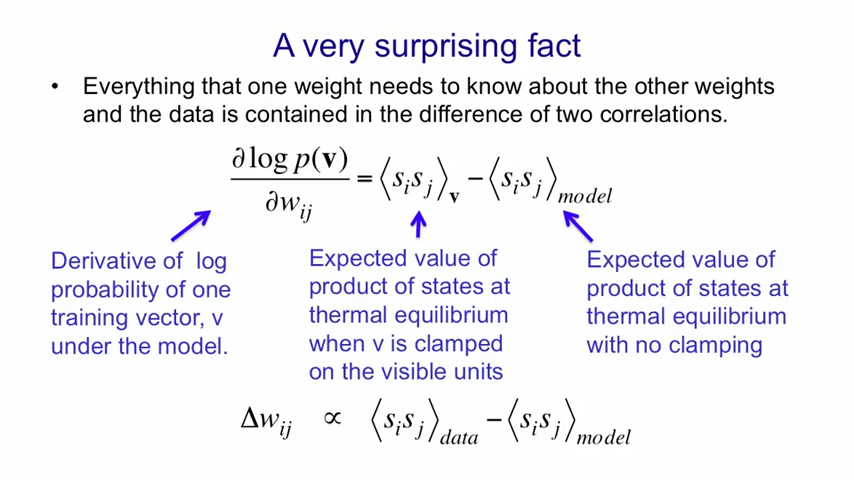 A very surprising fact
• Everything that one weight needs to know about the other weights
and the data is contained in the difference of two correlations.
∂ log p(v) / ∂w_ij = ⟨s_i s_j⟩_v − ⟨s_i s_j⟩_model
Derivative of log
probability of one
training vector, v
under the model.
Expected value of
product of states at
thermal equilibrium
when v is clamped
on the visible units
Expected value of
product of states at
thermal equilibrium
with no clamping
Δw_ij ∝ ⟨s_i s_j⟩_data − ⟨s_i s_j⟩_model